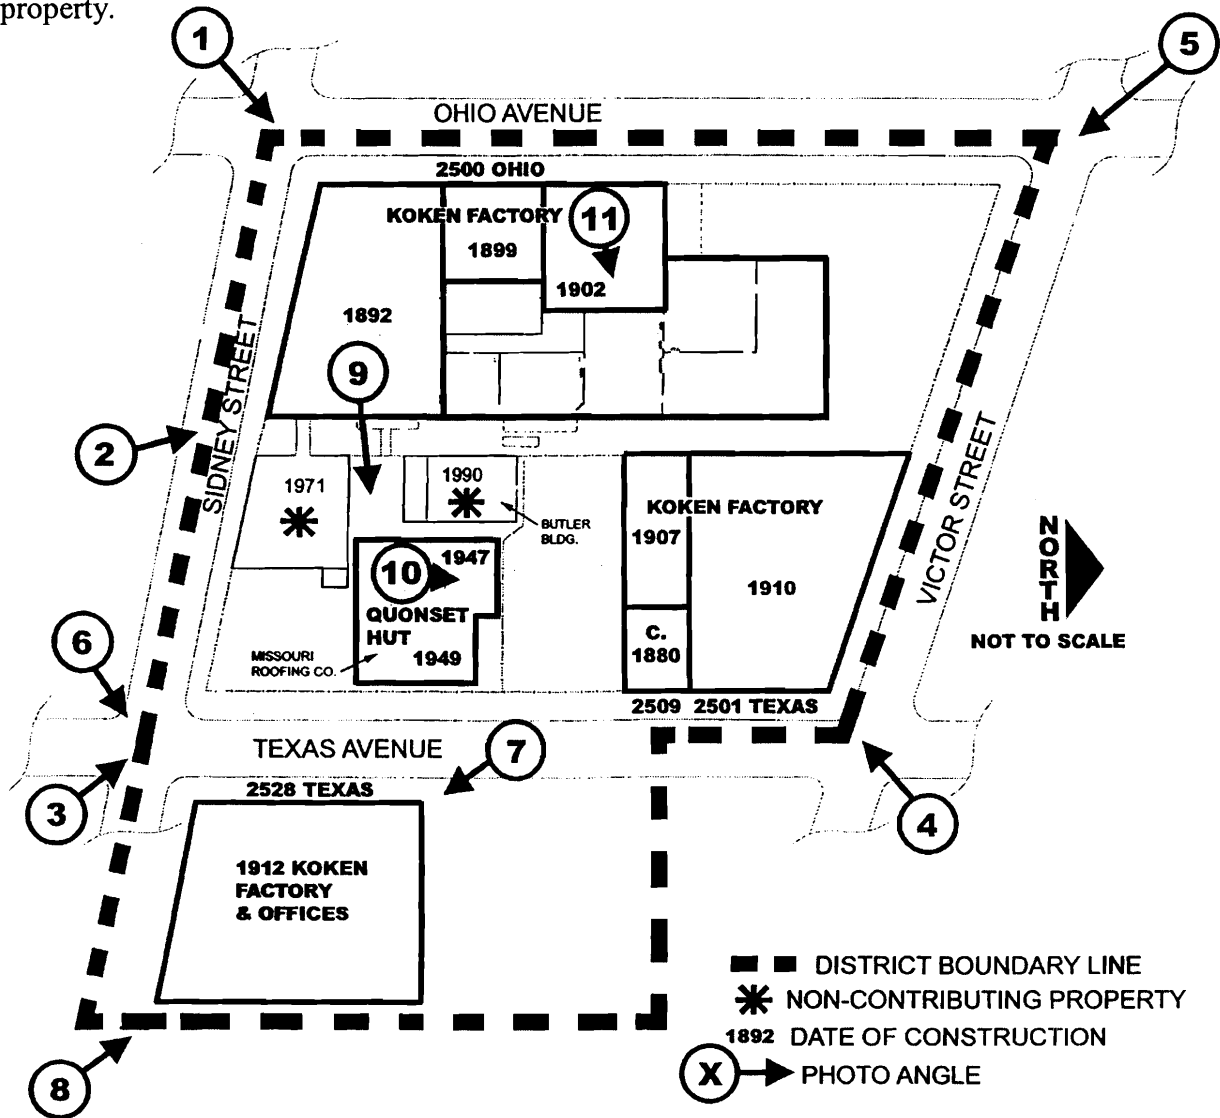 property.
1
5
OHIO AVENUE
2500 OHIO
KOKEN FACTORY
11
1899
1902
1892
9
SIDNEY STREET
2
1971
1990
BUTLER
BLDG.
KOKEN FACTORY
1907
1910
VICTOR STREET
NORTH
NOT TO SCALE
10
1947
QUONSET
HUT
1949
MISSOURI
ROOFING CO.
C.
1880
6
2509 2501 TEXAS
TEXAS AVENUE
7
3
2528 TEXAS
4
1912 KOKEN
FACTORY
& OFFICES
8
DISTRICT BOUNDARY LINE
NON-CONTRIBUTING PROPERTY
1892 DATE OF CONSTRUCTION
X PHOTO ANGLE